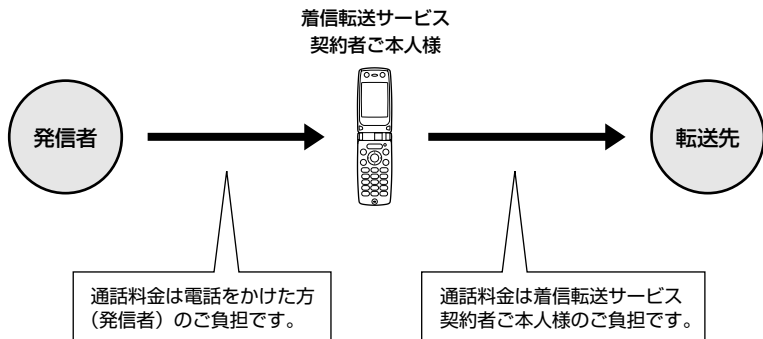 着信転送サービス
契約者ご本人様
発信者
転送先
通話料金は電話をかけた方
（発信者）のご負担です。
通話料金は着信転送サービス
契約者ご本人様のご負担です。